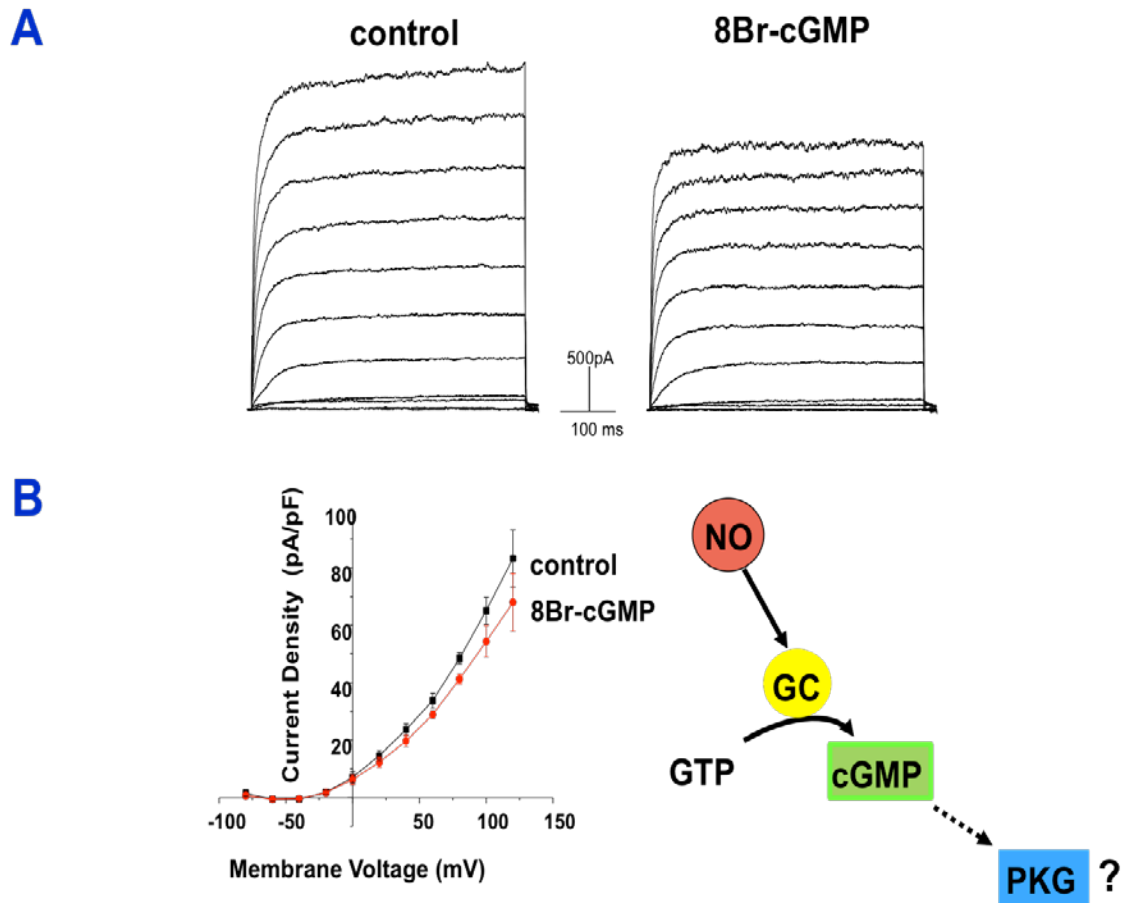 A
control
8Br-cGMP
500pA
100 ms
B
Current Density (pA/pF)
100
80
60
40
20
-100
-50
50
100
150
Membrane Voltage (mV)
control
8Br-cGMP
NO
GC
GTP
cGMP
PKG ?